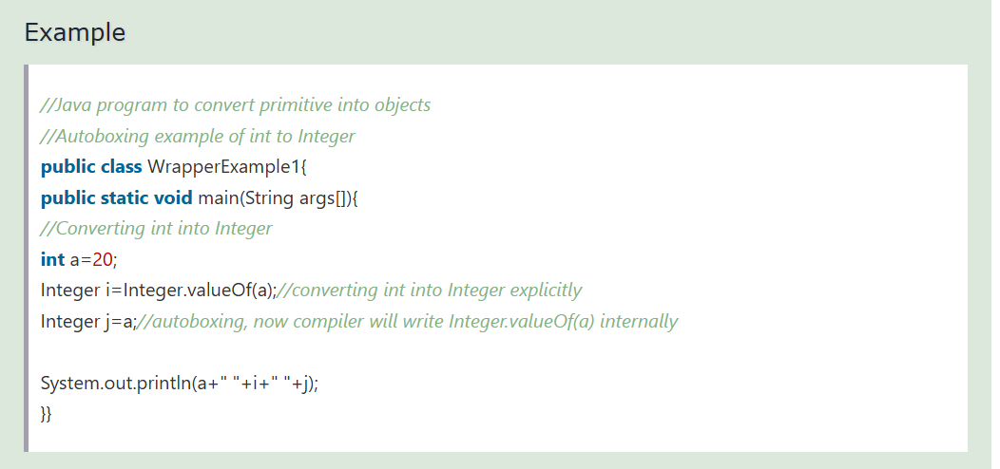 Example
//Java program to convert primitive into objects
//Autoboxing example of int to Integer
public class WrapperExample1{
public static void main(String args[]){
//Converting int into Integer
int a=20;
Integer i=Integer.valueOf(a);//converting int into Integer explicitly
Integer j=a;//autoboxing, now compiler will write Integer.valueOf(a) internally
System.out.println(a+" "+i+" "+j);
}}